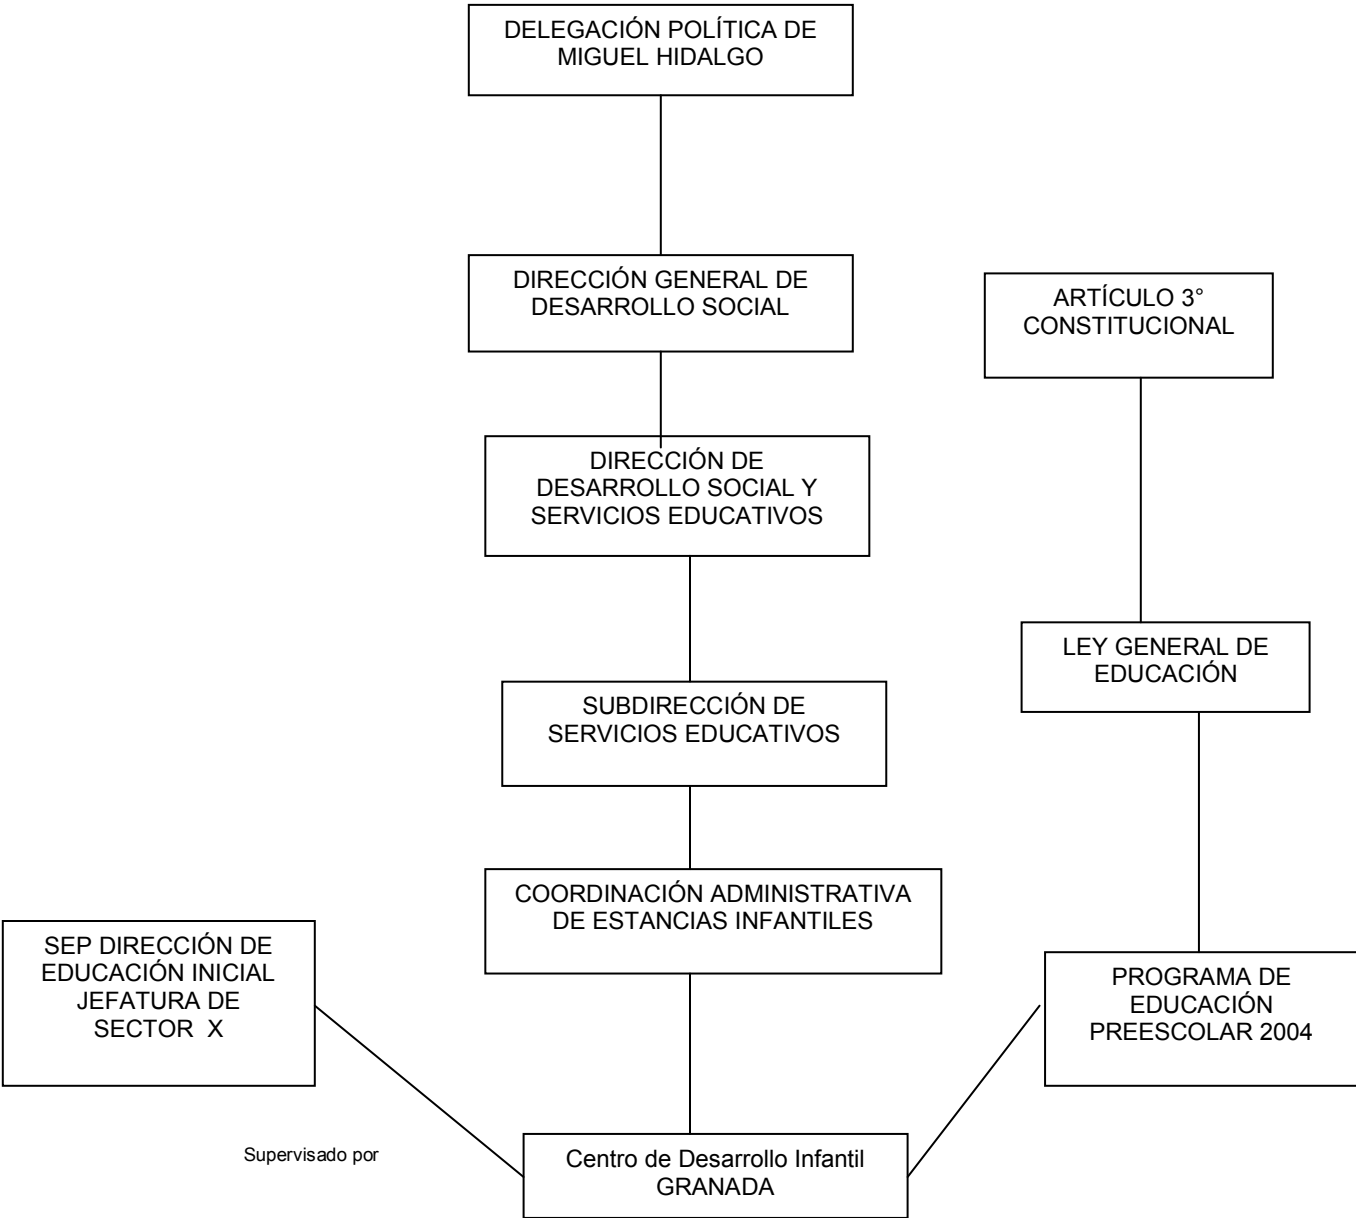 DELEGACIÓN POLÍTICA DE
MIGUEL HIDALGO
DIRECCIÓN GENERAL DE
DESARROLLO SOCIAL
ARTÍCULO 3°
CONSTITUCIONAL
DIRECCIÓN DE
DESARROLLO SOCIAL Y
SERVICIOS EDUCATIVOS
LEY GENERAL DE
EDUCACIÓN
SUBDIRECCIÓN DE
SERVICIOS EDUCATIVOS
COORDINACIÓN ADMINISTRATIVA
DE ESTANCIAS INFANTILES
SEP DIRECCIÓN DE
EDUCACIÓN INICIAL
JEFATURA DE
SECTOR X
PROGRAMA DE
EDUCACIÓN
PREESCOLAR 2004
Supervisado por
Centro de Desarrollo Infantil
GRANADA